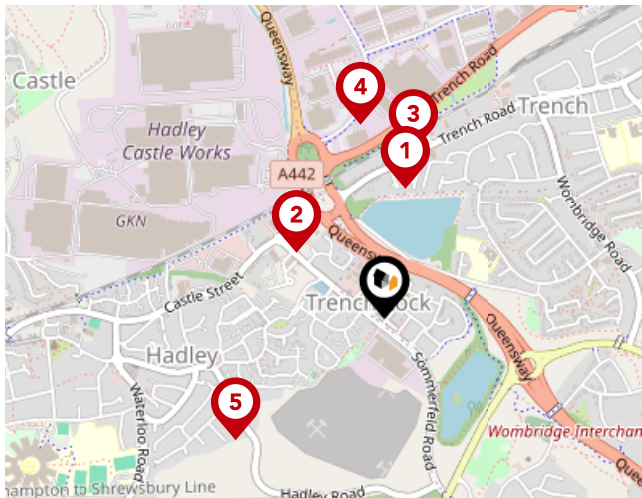 Queensway
Trench Road
Castle
4
3
Trench Road
Trench
Hadley
Castle Works
1
A442
Wombridge Road
2
GKN
Queensway
Castle Street
Trench Lock
Hadley
Queensway
Sommerfeld Road
5
Waterloo Road
Wombridge Interchan
hampton to Shrewsbury Line
Hadley Road
Quee